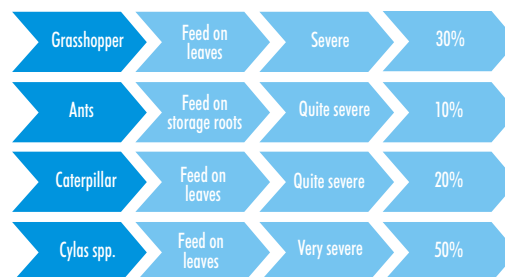 Grasshopper
Feed on
leaves
Severe
30%
Ants
Feed on
storage roots
Quite severe
10%
Caterpillar
Feed on
leaves
Quite severe
20%
Cylas spp.
Feed on
leaves
Very severe
50%